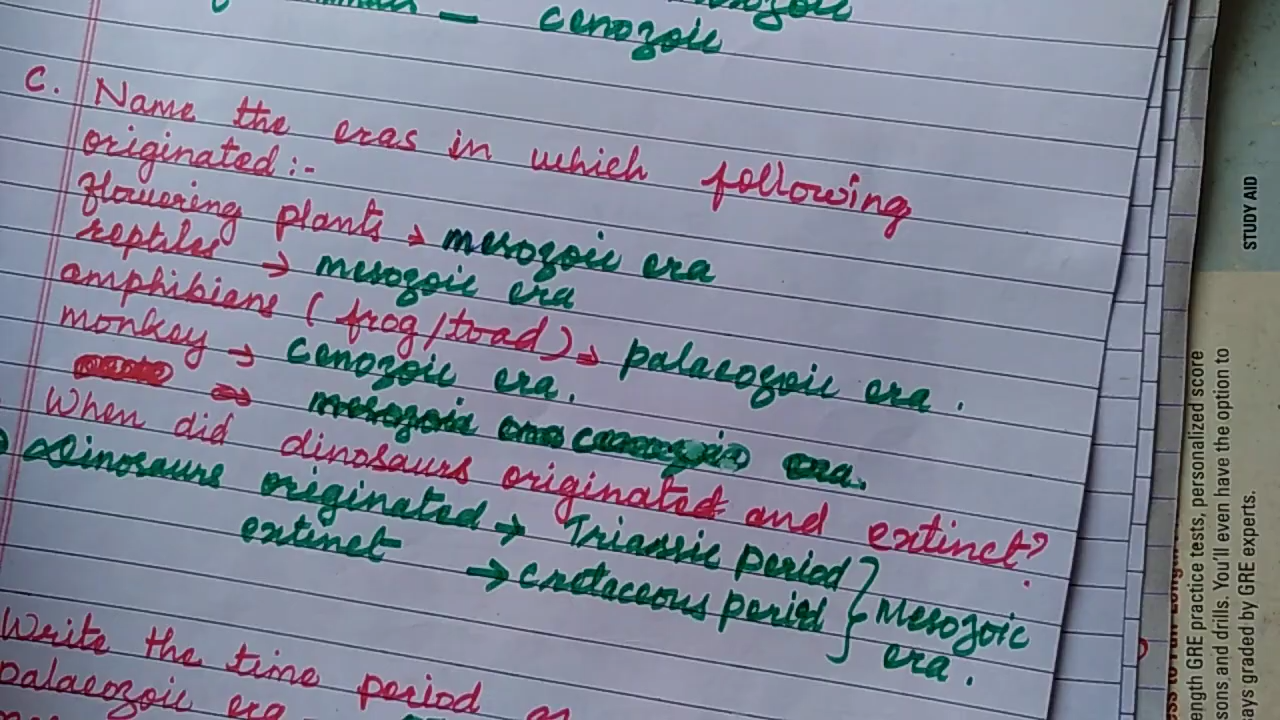 — cenozoic
C. Name the eras in which following
originated :-
flowering plants → mesozoic era
reptiles → mesozoic era
amphibians (frog/toad) → palaeozoic era.
monkey → cenozoic era.
era.
When did dinosaurs originated and extinct?
Dinosaurs originated → Triassic period } Mesozoic
extinct → cretaceous period } era.
Write the time period
palaeozoic era
STUDY AID
ength GRE practice tests, personalized score
sons and drills. You'll even have the option to
ays graded by GRE experts.